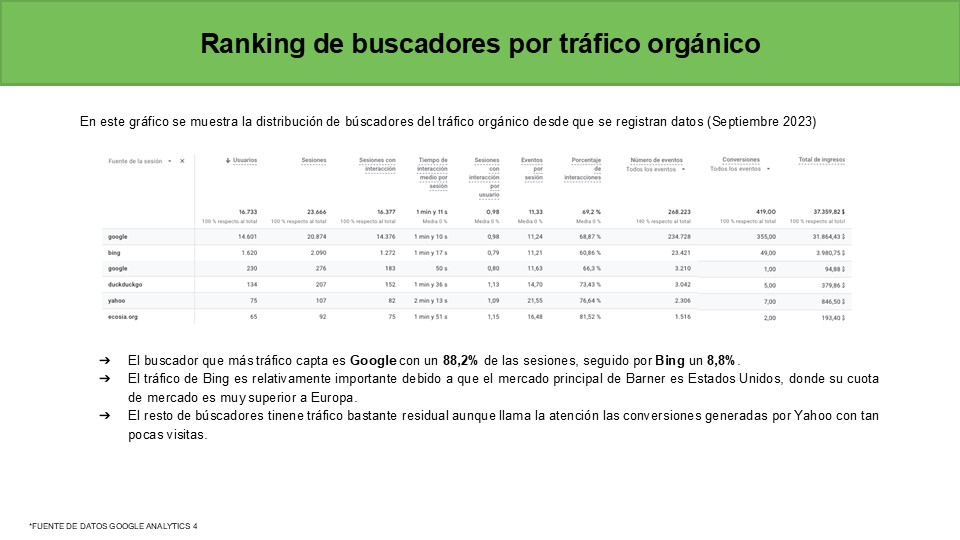 Ranking de buscadores por tráfico orgánico
En este gráfico se muestra la distribución de búscadores del tráfico orgánico desde que se registran datos (Septiembre 2023)
Fuente de la sesión Usuarios Sesiones Sesiones con interacción Tiempo de interacción medio por sesión Sesiones con interacción por usuario Eventos por sesión Porcentaje de interacciones Número de eventos Todos los eventos Conversiones Todos los eventos Total de ingresos
16.733 23.666 16.377 1 min y 11 s 0,98 11,33 69,2 % 268.223 419,00 37.359,82 $
100 % respecto al total 100 % respecto al total 100 % respecto al total Media 0 % Media 0 % Media 0 % Media 0 % 100 % respecto al total 100 % respecto al total 100 % respecto al total
google 14.601 20.874 14.376 1 min y 10 s 0,98 11,24 68,87 % 234.728 355,00 31.864,43 $
bing 1.620 2.090 1.272 1 min y 17 s 0,79 11,21 60,86 % 23.421 49,00 3.980,75 $
google 230 276 183 50 s 0,80 11,63 66,3 % 3.210 1,00 94,88 $
duckduckgo 134 207 152 1 min y 36 s 1,13 14,70 73,43 % 3.042 5,00 379,86 $
yahoo 75 107 82 2 min y 13 s 1,09 21,55 76,64 % 2.306 7,00 846,50 $
ecosia.org 65 92 75 1 min y 51 s 1,15 16,48 81,52 % 1.516 2,00 193,40 $
➔ El buscador que más tráfico capta es Google con un 88,2% de las sesiones, seguido por Bing un 8,8%.
➔ El tráfico de Bing es relativamente importante debido a que el mercado principal de Barner es Estados Unidos, donde su cuota
de mercado es muy superior a Europa.
➔ El resto de búscadores tinene tráfico bastante residual aunque llama la atención las conversiones generadas por Yahoo con tan
pocas visitas.
*FUENTE DE DATOS GOOGLE ANALYTICS 4